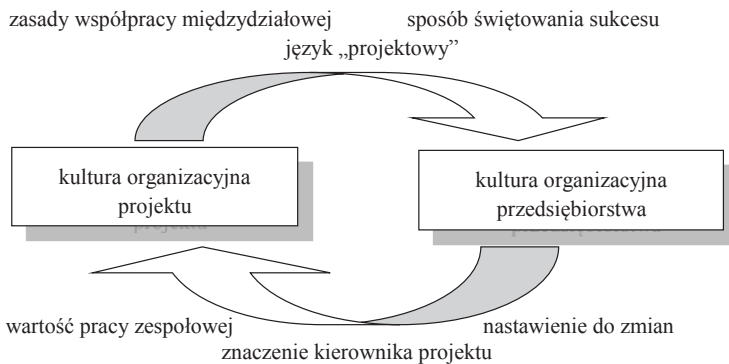 zasady współpracy międzydziałowej
sposób świętowania sukcesu
język „projektowy”
kultura organizacyjna
projektu
kultura organizacyjna
przedsiębiorstwa
wartość pracy zespołowej
nastawienie do zmian
znaczenie kierownika projektu